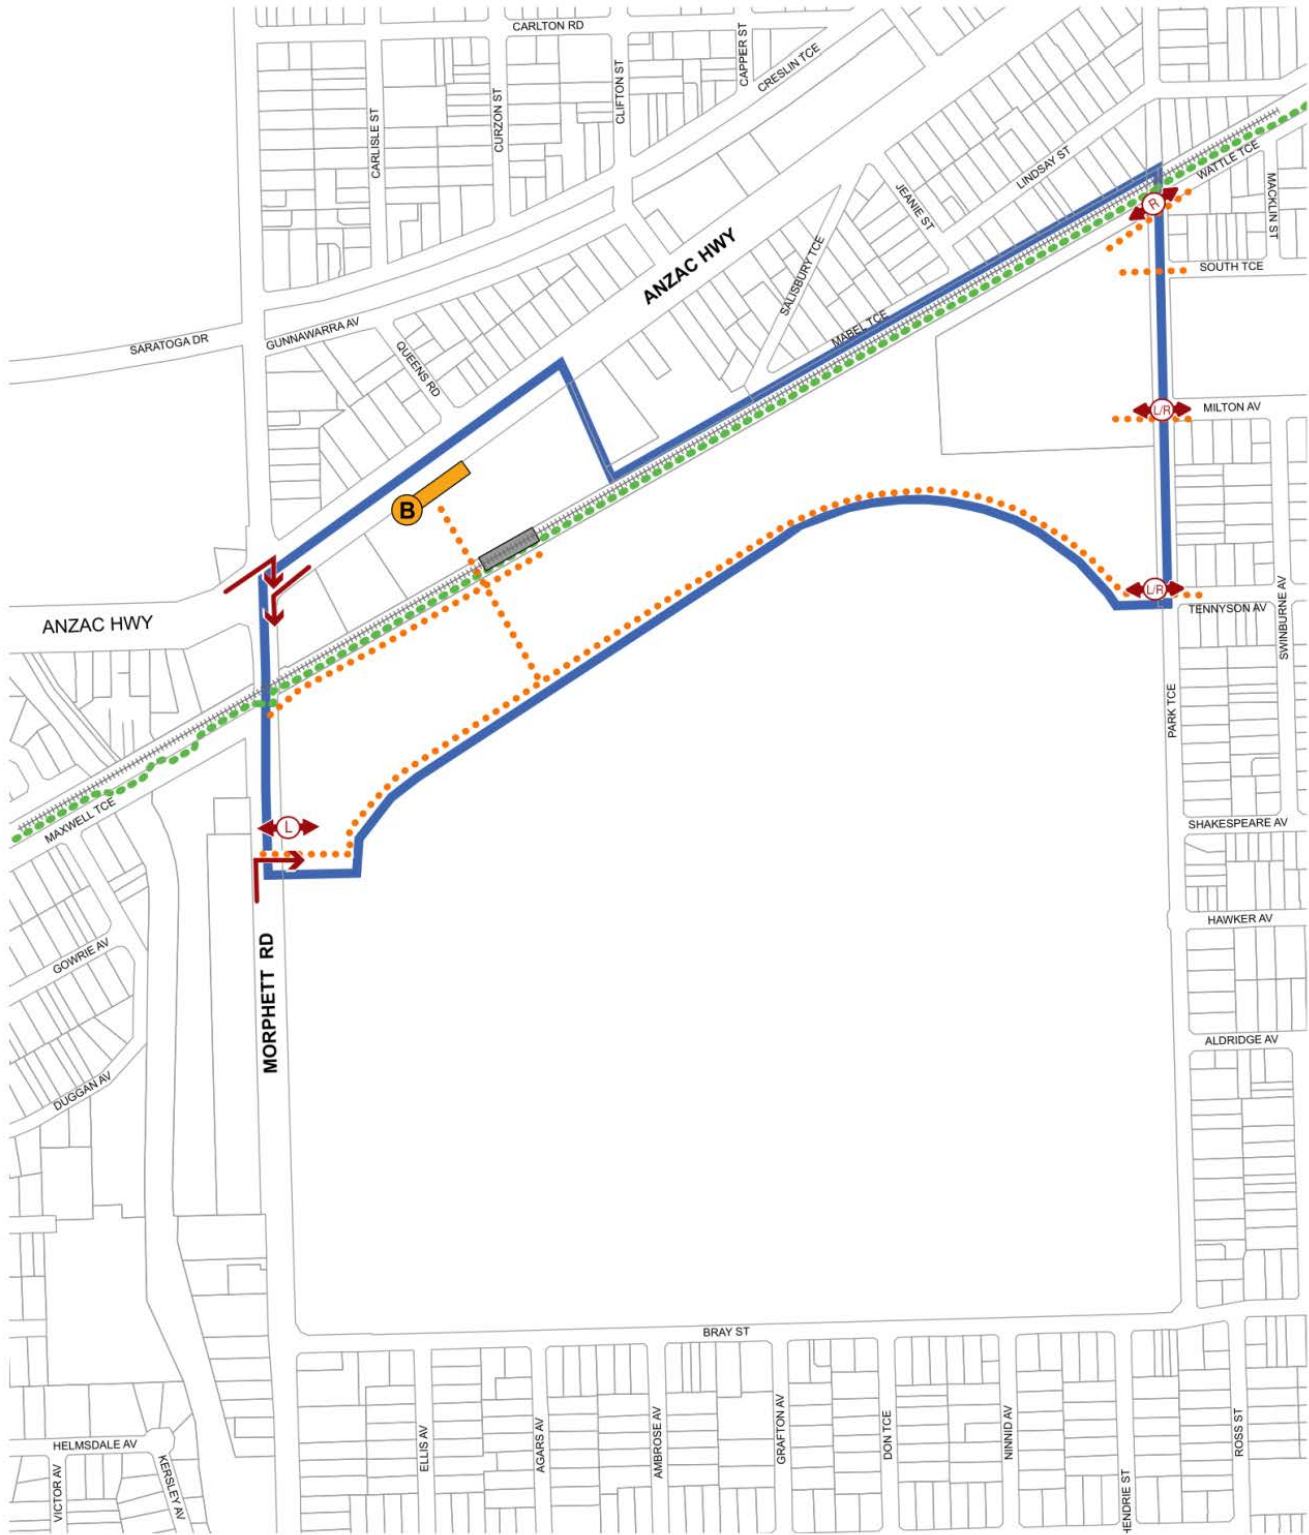 CARLTON RD
CAPPER ST
CRESLIN TCE
CLIFTON ST
CURZON ST
CARLISLE ST
LINDSAY ST
WATTLE TCE
MACKLIN ST
JEANIE ST
R
ANZAC HWY
SALISBURY TCE
SOUTH TCE
MABEL TCE
SARATOGA DR
GUNNAWARRA AV
QUEENS RD
L/R
MILTON AV
B
L/R
TENNYSON AV
SWINBURNE AV
ANZAC HWY
PARK TCE
MAXWELL TCE
L
SHAKESPEARE AV
HAWKER AV
GOWRIE AV
MORPHETT RD
ALDRIDGE AV
DUGGAN AV
BRAY ST
ELLIS AV
AGARS AV
AMBROSE AV
GRAFTON AV
DON TCE
NINNID AV
HENDRIE ST
ROSS ST
HELMSDALE AV
VICTOR AV
KERSLEY AV